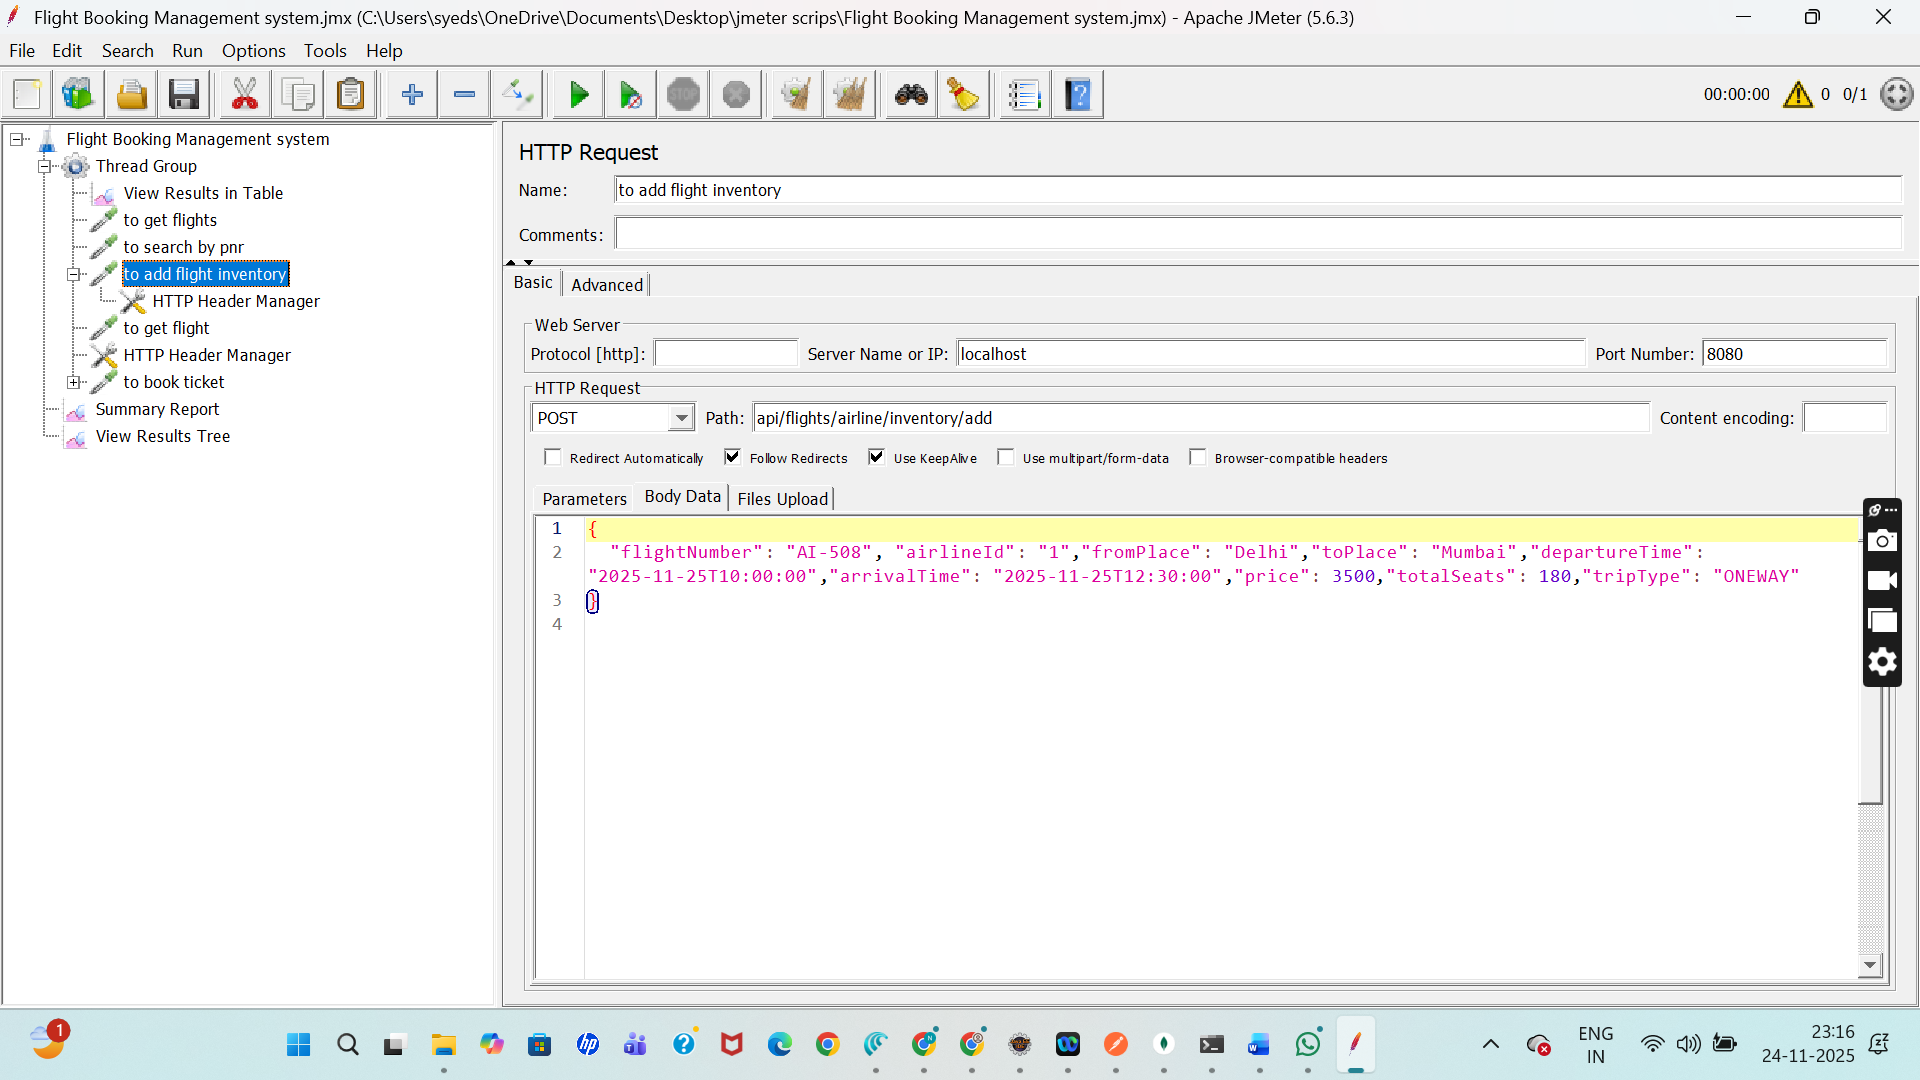 Flight Booking Management system.jmx (C:\Users\syeds\OneDrive\Documents\Desktop\jmeter scrips\Flight Booking Management system.jmx) - Apache JMeter (5.6.3)
File Edit Search Run Options Tools Help
STOP
00:00:00 0 0/1
Flight Booking Management system
Thread Group
View Results in Table
to get flights
to search by pnr
to add flight inventory
HTTP Header Manager
to get flight
HTTP Header Manager
to book ticket
Summary Report
View Results Tree
HTTP Request
Name: to add flight inventory
Comments:
Basic Advanced
Web Server
Protocol [http]: Server Name or IP: localhost Port Number: 8080
HTTP Request
POST Path: api/flights/airline/inventory/add Content encoding:
Redirect Automatically Follow Redirects Use KeepAlive Use multipart/form-data Browser-compatible headers
Parameters Body Data Files Upload
1 {
2 "flightNumber": "AI-508", "airlineId": "1","fromPlace": "Delhi","toPlace": "Mumbai","departureTime":
"2025-11-25T10:00:00","arrivalTime": "2025-11-25T12:30:00","price": 3500,"totalSeats": 180,"tripType": "ONEWAY"
3 }
4
1
ENG
IN
23:16
24-11-2025